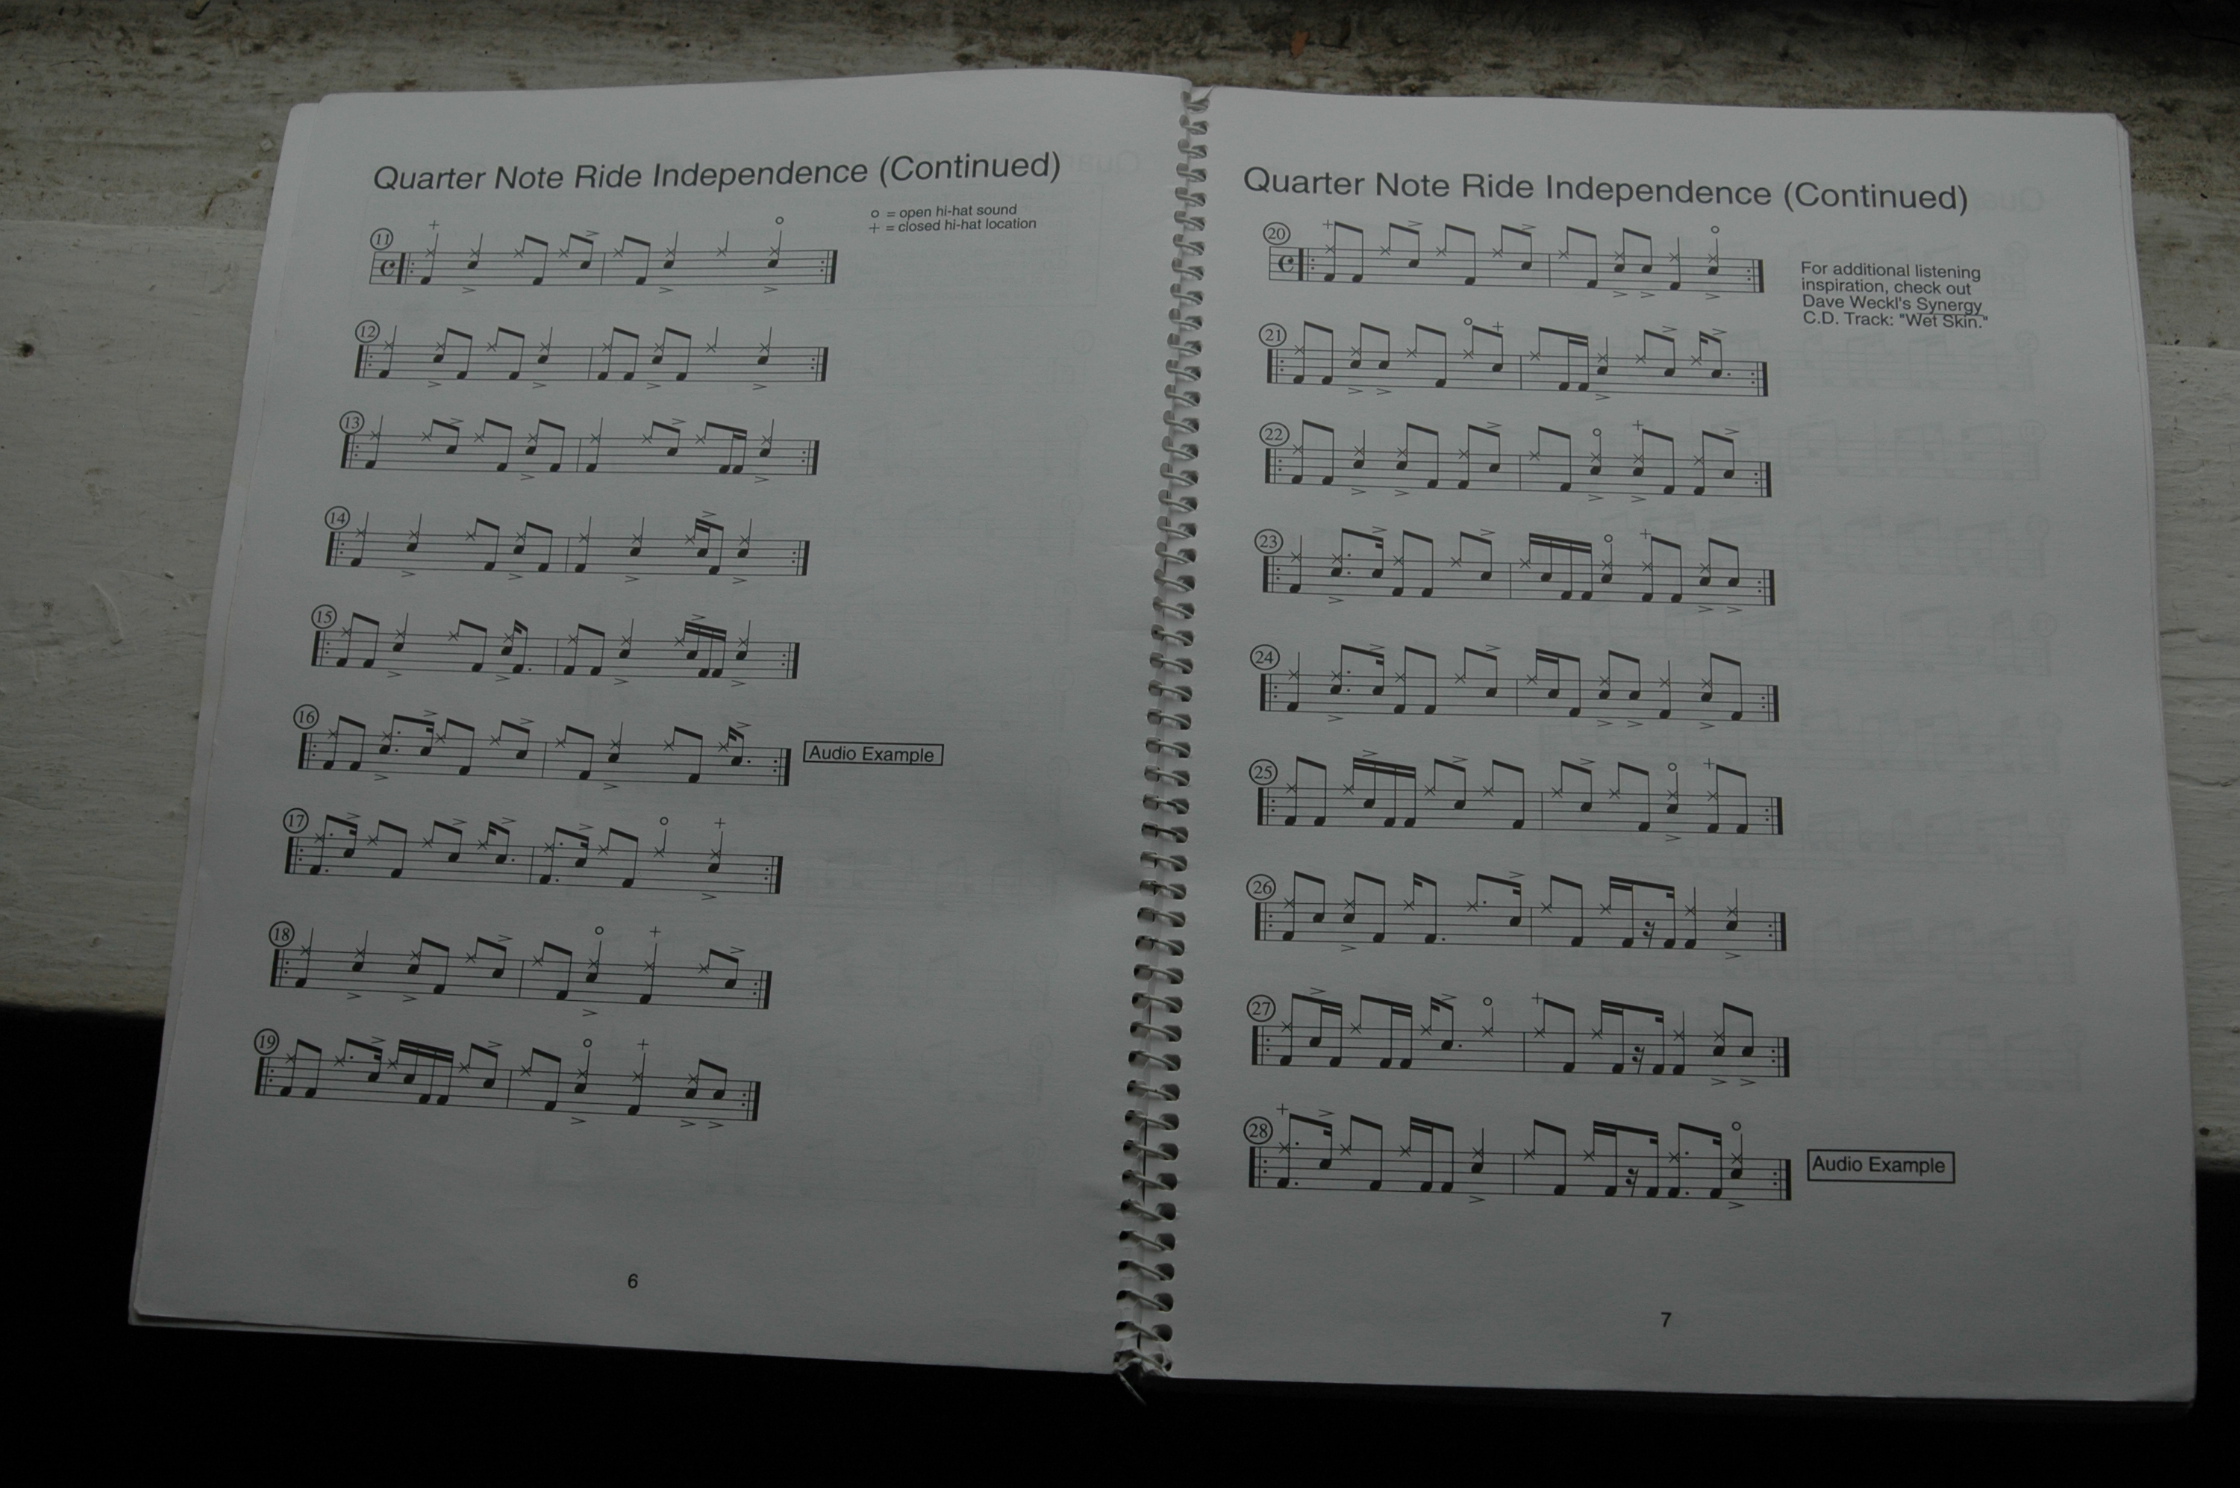 Quarter Note Ride Independence (Continued)
o = open hi-hat sound
+ = closed hi-hat location
11
12
13
14
15
16
Audio Example
17
18
19
6
Quarter Note Ride Independence (Continued)
20
For additional listening
inspiration, check out
Dave Weckl's Synergy
C.D. Track: "Wet Skin."
21
22
23
24
25
26
27
28
Audio Example
7